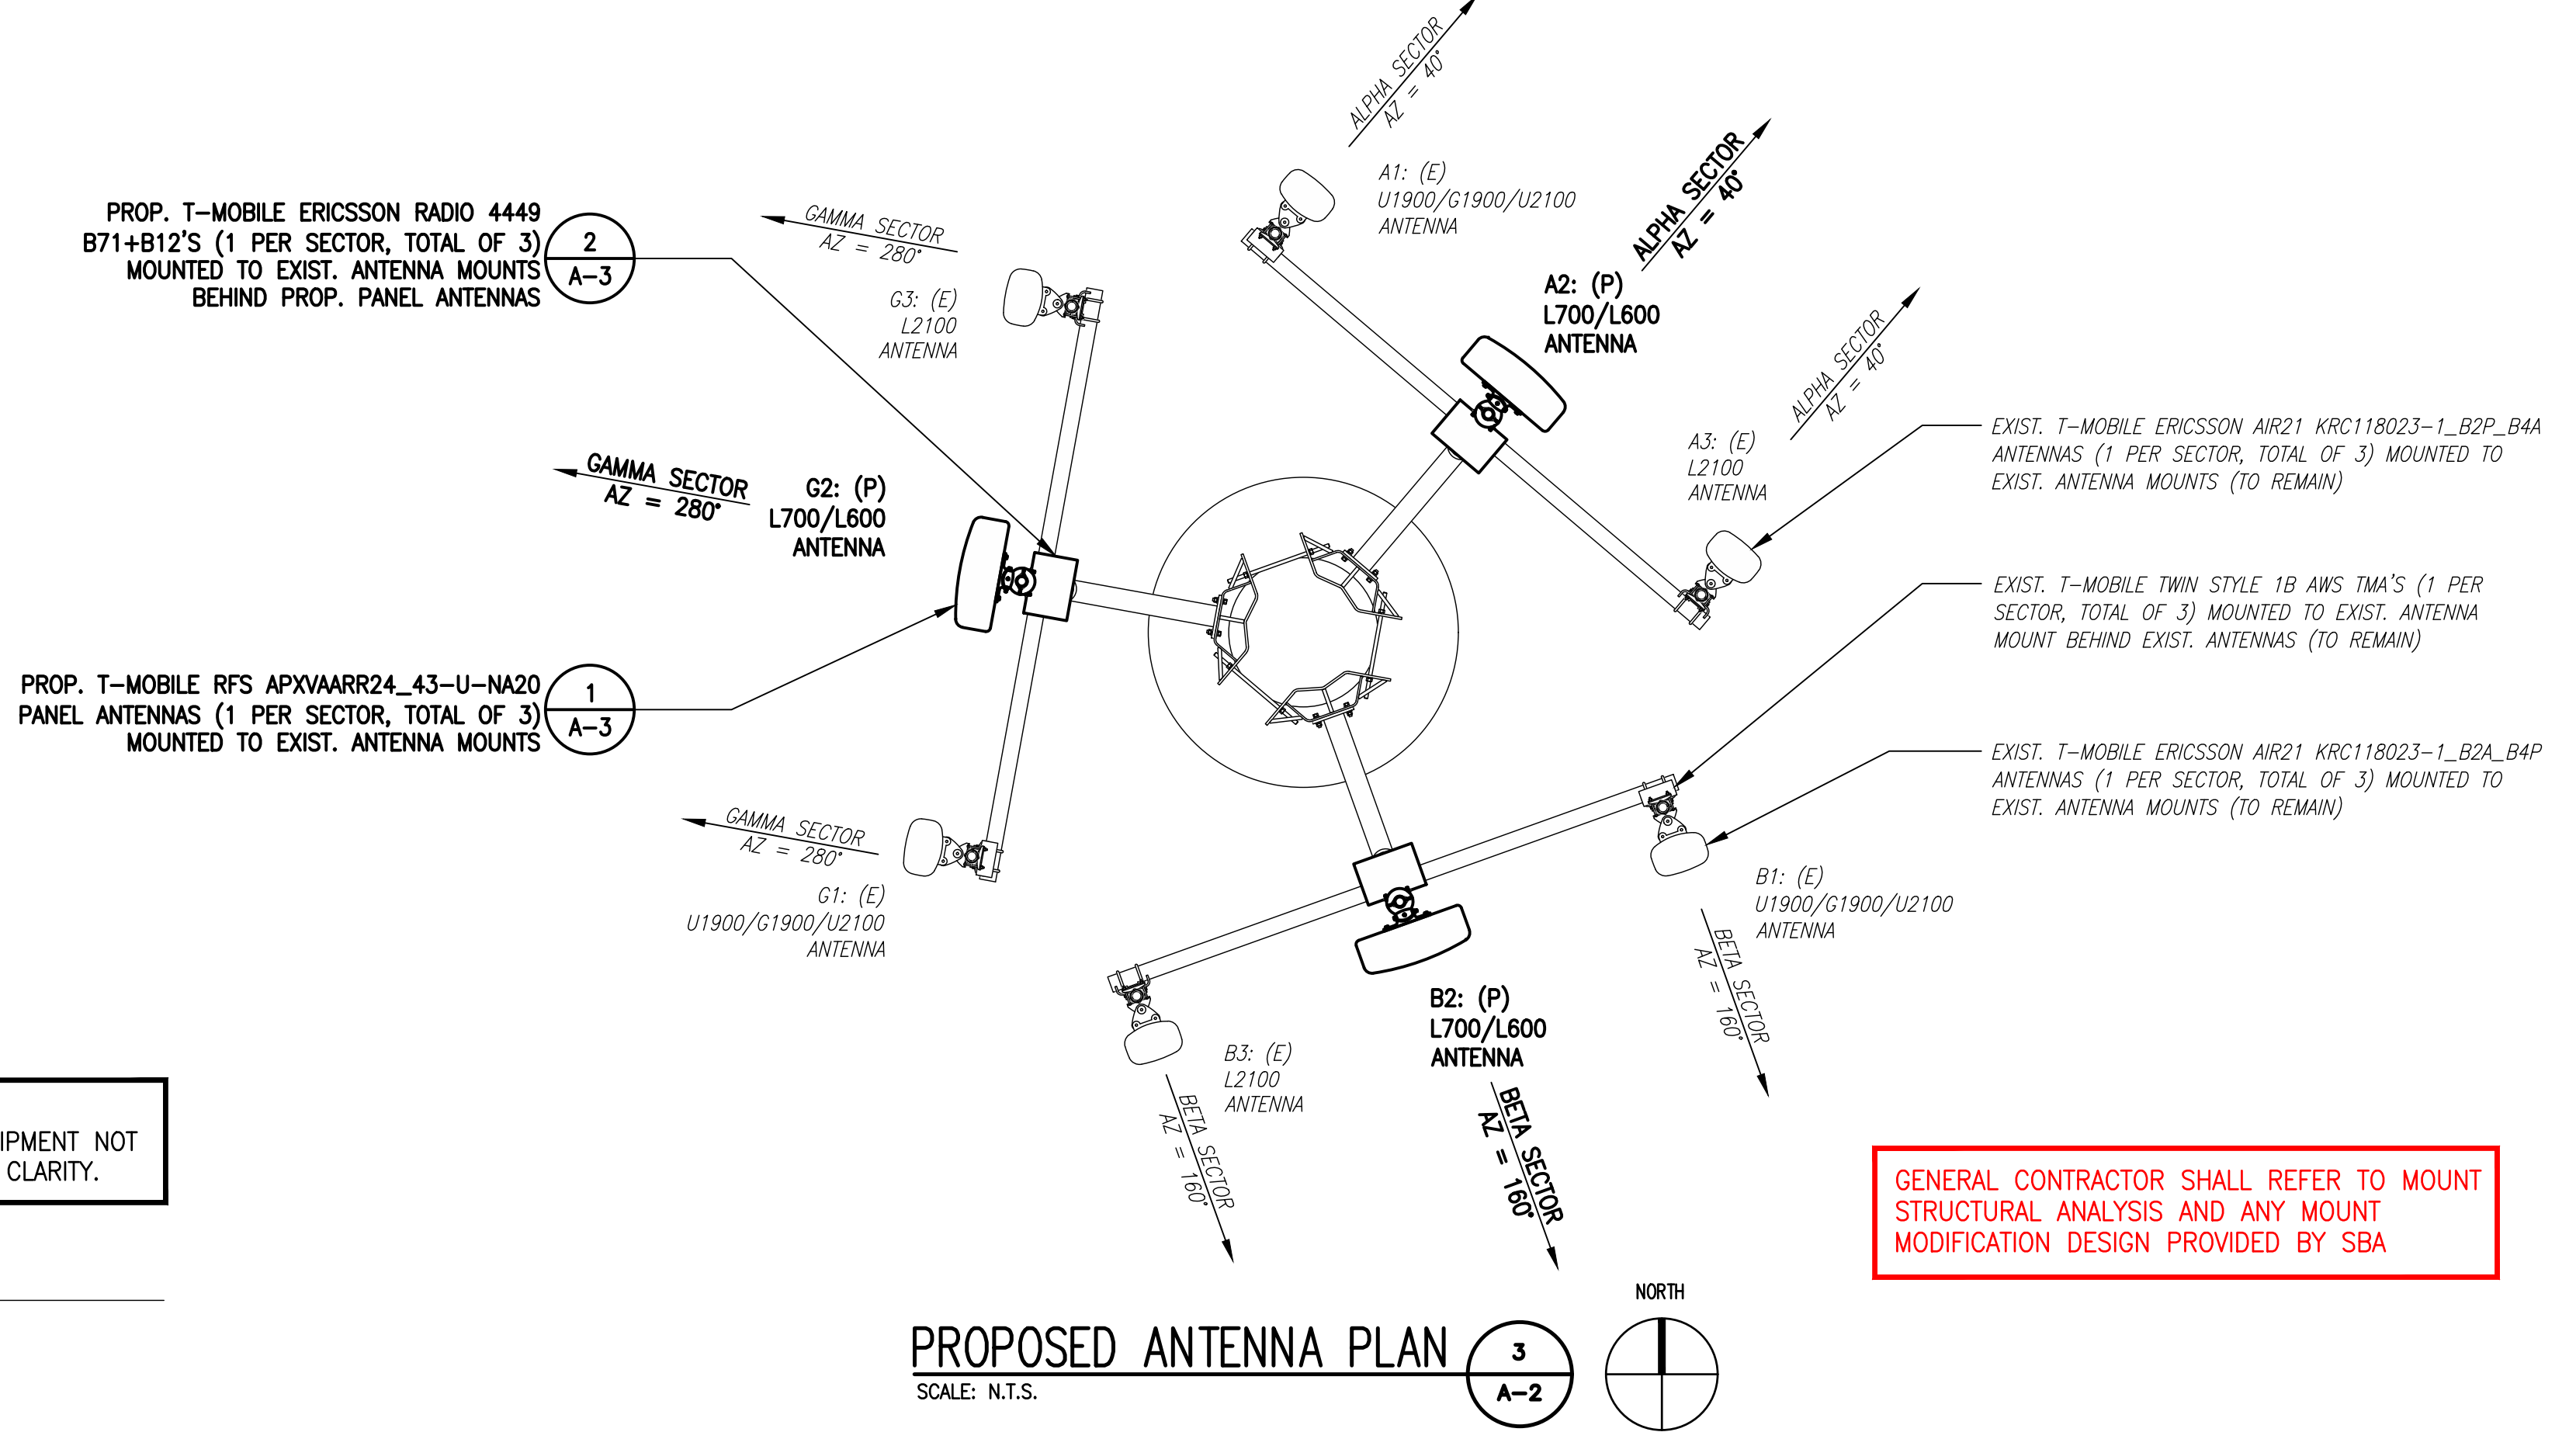 ALPHA SECTOR
AZ = 40°
A1: (E)
U1900/G1900/U2100
ANTENNA
ALPHA SECTOR
AZ = 40°
A2: (P)
L700/L600
ANTENNA
ALPHA SECTOR
AZ = 40°
A3: (E)
L2100
ANTENNA
PROP. T-MOBILE ERICSSON RADIO 4449
B71+B12'S (1 PER SECTOR, TOTAL OF 3)
MOUNTED TO EXIST. ANTENNA MOUNTS
BEHIND PROP. PANEL ANTENNAS
2
A-3
GAMMA SECTOR
AZ = 280°
G3: (E)
L2100
ANTENNA
GAMMA SECTOR
AZ = 280°
G2: (P)
L700/L600
ANTENNA
PROP. T-MOBILE RFS APXVAARR24_43-U-NA20
PANEL ANTENNAS (1 PER SECTOR, TOTAL OF 3)
MOUNTED TO EXIST. ANTENNA MOUNTS
1
A-3
GAMMA SECTOR
AZ = 280°
G1: (E)
U1900/G1900/U2100
ANTENNA
EXIST. T-MOBILE ERICSSON AIR21 KRC118023-1_B2P_B4A
ANTENNAS (1 PER SECTOR, TOTAL OF 3) MOUNTED TO
EXIST. ANTENNA MOUNTS (TO REMAIN)
EXIST. T-MOBILE TWIN STYLE 1B AWS TMA'S (1 PER
SECTOR, TOTAL OF 3) MOUNTED TO EXIST. ANTENNA
MOUNT BEHIND EXIST. ANTENNAS (TO REMAIN)
EXIST. T-MOBILE ERICSSON AIR21 KRC118023-1_B2A_B4P
ANTENNAS (1 PER SECTOR, TOTAL OF 3) MOUNTED TO
EXIST. ANTENNA MOUNTS (TO REMAIN)
B1: (E)
U1900/G1900/U2100
ANTENNA
BETA SECTOR
AZ = 160°
B2: (P)
L700/L600
ANTENNA
BETA SECTOR
AZ = 160°
B3: (E)
L2100
ANTENNA
BETA SECTOR
AZ = 160°
IPMENT NOT
CLARITY.
GENERAL CONTRACTOR SHALL REFER TO MOUNT
STRUCTURAL ANALYSIS AND ANY MOUNT
MODIFICATION DESIGN PROVIDED BY SBA
PROPOSED ANTENNA PLAN
SCALE: N.T.S.
3
A-2
NORTH